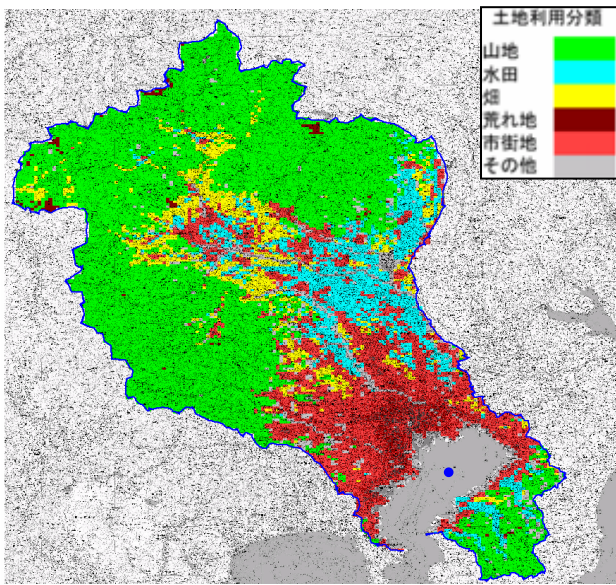 土地利用分類
山地
水田
畑
荒れ地
市街地
その他